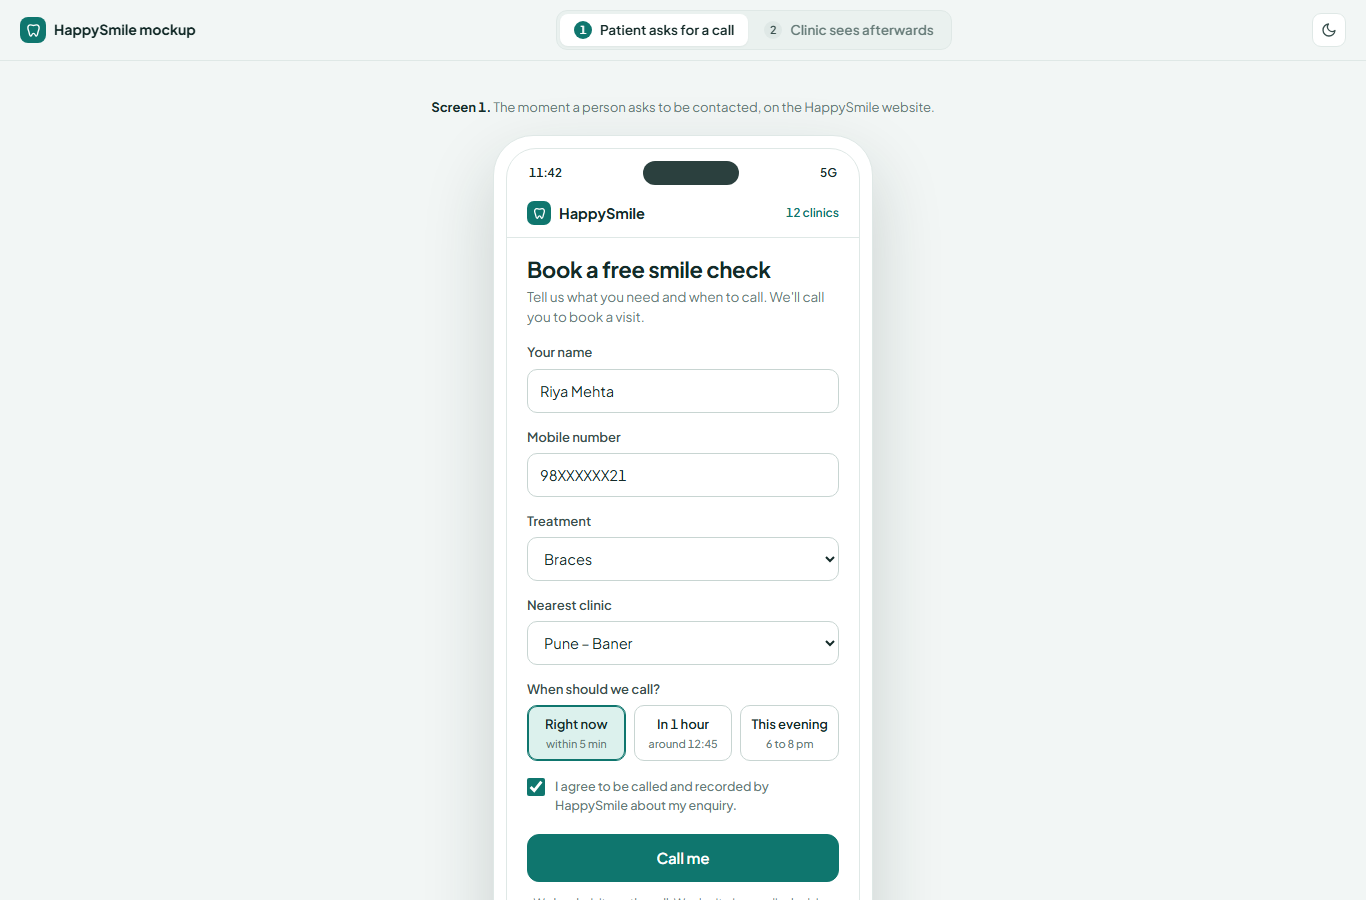 HappySmile mockup
1 Patient asks for a call
2 Clinic sees afterwards
Screen 1. The moment a person asks to be contacted, on the HappySmile website.
11:42
5G
HappySmile
12 clinics
Book a free smile check
Tell us what you need and when to call. We'll call
you to book a visit.
Your name
Riya Mehta
Mobile number
98XXXXXX21
Treatment
Braces
Nearest clinic
Pune – Baner
When should we call?
Right now
within 5 min
In 1 hour
around 12:45
This evening
6 to 8 pm
I agree to be called and recorded by
HappySmile about my enquiry.
Call me